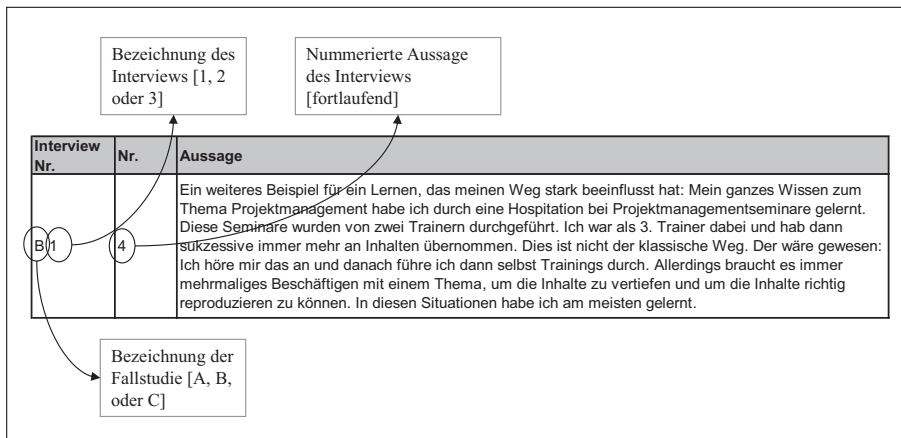 Bezeichnung des
Interviews [1, 2
oder 3]
Nummerierte Aussage
des Interviews
[fortlaufend]
Interview
Nr.
Nr.
Aussage
B 1
4
Ein weiteres Beispiel für ein Lernen, das meinen Weg stark beeinflusst hat: Mein ganzes Wissen zum
Thema Projektmanagement habe ich durch eine Hospitation bei Projektmanagementseminare gelernt.
Diese Seminare wurden von zwei Trainern durchgeführt. Ich war als 3. Trainer dabei und hab dann
sukzessive immer mehr an Inhalten übernommen. Dies ist nicht der klassische Weg. Der wäre gewesen:
Ich höre mir das an und danach führe ich dann selbst Trainings durch. Allerdings braucht es immer
mehrmaliges Beschäftigen mit einem Thema, um die Inhalte zu vertiefen und um die Inhalte richtig
reproduzieren zu können. In diesen Situationen habe ich am meisten gelernt.
Bezeichnung der
Fallstudie [A, B,
oder C]